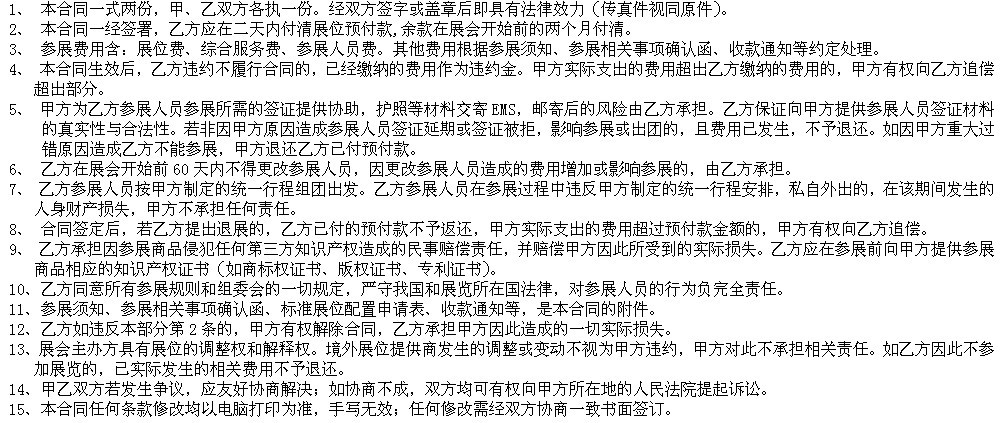 1、 本合同一式两份，甲、乙双方各执一份。经双方签字或盖章后即具有法律效力（传真件视同原件）。
2、 本合同一经签署，乙方应在二天内付清展位预付款,余款在展会开始前的两个月付清。
3、 参展费用含：展位费、综合服务费、参展人员费。其他费用根据参展须知、参展相关事项确认函、收款通知等约定处理。
4、 本合同生效后，乙方违约不履行合同的，已经缴纳的费用作为违约金。甲方实际支出的费用超出乙方缴纳的费用的，甲方有权向乙方追偿
超出部分。
5、 甲方为乙方参展人员参展所需的签证提供协助，护照等材料交寄 EMS，邮寄后的风险由乙方承担。乙方保证向甲方提供参展人员签证材料
的真实性与合法性。若非因甲方原因造成参展人员签证延期或签证被拒，影响参展或出团的，且费用已发生，不予退还。如因甲方重大过
错原因造成乙方不能参展，甲方退还乙方已付预付款。
6、 乙方在展会开始前 60 天内不得更改参展人员，因更改参展人员造成的费用增加或影响参展的，由乙方承担。
7、 乙方参展人员按甲方制定的统一行程组团出发。乙方参展人员在参展过程中违反甲方制定的统一行程安排，私自外出的，在该期间发生的
人身财产损失，甲方不承担任何责任。
8、 合同签定后，若乙方提出退展的，乙方已付的预付款不予返还，甲方实际支出的费用超过预付款金额的，甲方有权向乙方追偿。
9、 乙方承担因参展商品侵犯任何第三方知识产权造成的民事赔偿责任，并赔偿甲方因此所受到的实际损失。乙方应在参展前向甲方提供参展
商品相应的知识产权证书（如商标权证书、版权证书、专利证书）。
10、乙方同意所有参展规则和组委会的一切规定，严守我国和展览所在国法律，对参展人员的行为负完全责任。
11、参展须知、参展相关事项确认函、标准展位配置申请表、收款通知等，是本合同的附件。
12、乙方如违反本部分第 2 条的，甲方有权解除合同，乙方承担甲方因此造成的一切实际损失。
13、展会主办方具有展位的调整权和解释权。境外展位提供商发生的调整或变动不视为甲方违约，甲方对此不承担相关责任。如乙方因此不参
加展览的，已实际发生的相关费用不予退还。
14、甲乙双方若发生争议，应友好协商解决；如协商不成，双方均可有权向甲方所在地的人民法院提起诉讼。
15、本合同任何条款修改均以电脑打印为准，手写无效；任何修改需经双方协商一致书面签订。